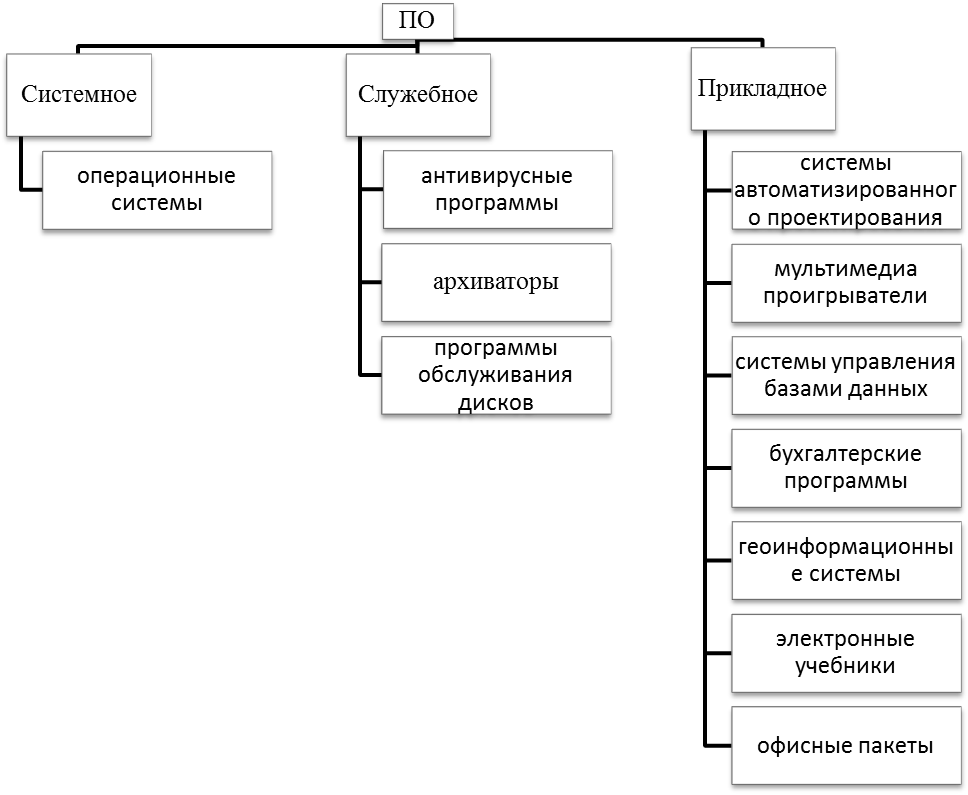 ПО
Системное
операционные
системы
Служебное
антивирусные
программы
архиваторы
программы
обслуживания
дисков
Прикладное
системы
автоматизированног
о проектирования
мультимедиа
проигрыватели
системы управления
базами данных
бухгалтерские
программы
геоинформационны
е системы
электронные
учебники
офисные пакеты